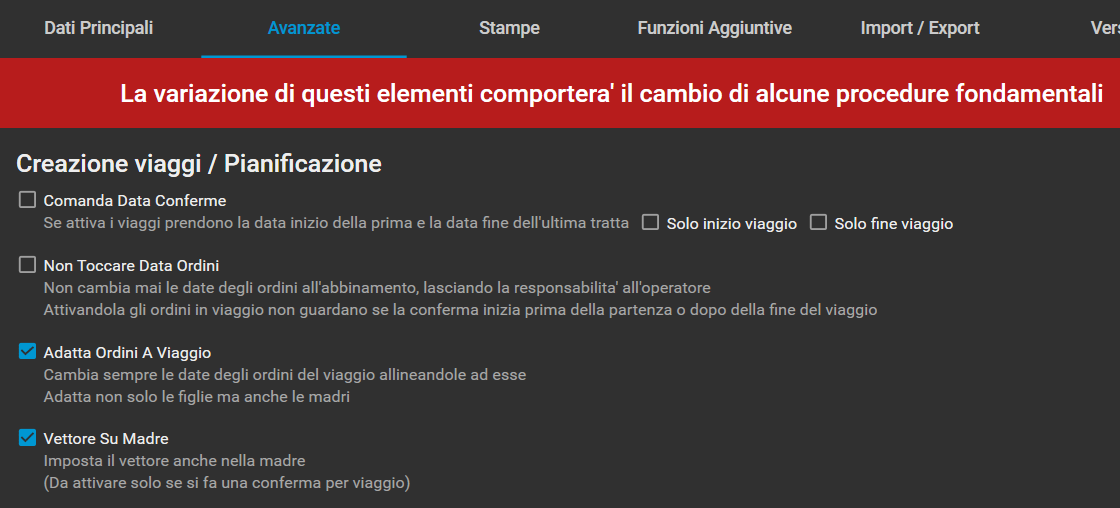 Dati Principali Avanzate Stampe Funzioni Aggiuntive Import / Export
La variazione di questi elementi comportera' il cambio di alcune procedure fondamentali
Creazione viaggi / Pianificazione
Comanda Data Conferme
Se attiva i viaggi prendono la data inizio della prima e la data fine dell'ultima tratta Solo inizio viaggio Solo fine viaggio
Non Toccare Data Ordini
Non cambia mai le date degli ordini all'abbinamento, lasciando la responsabilita' all'operatore
Attivandola gli ordini in viaggio non guardano se la conferma inizia prima della partenza o dopo della fine del viaggio
Adatta Ordini A Viaggio
Cambia sempre le date degli ordini del viaggio allineandole ad esse
Adatta non solo le figlie ma anche le madri
Vettore Su Madre
Imposta il vettore anche nella madre
(Da attivare solo se si fa una conferma per viaggio)